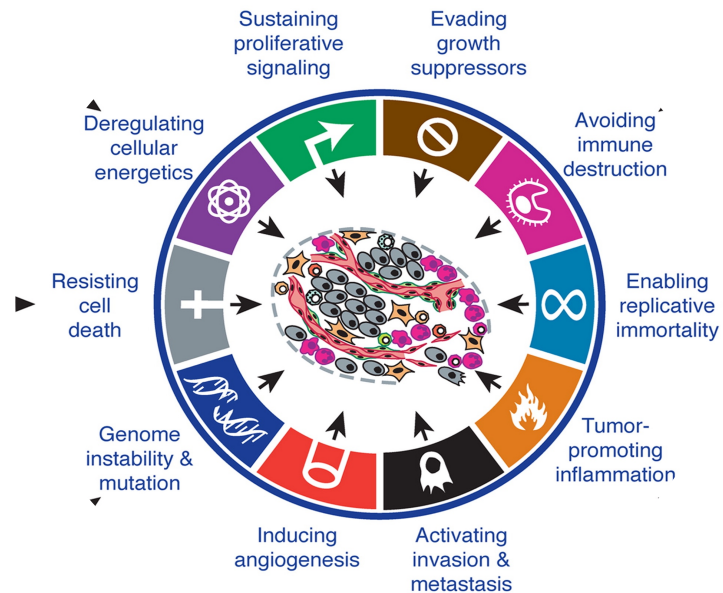 Sustaining
proliferative
signaling
Evading
growth
suppressors
Avoiding
immune
destruction
Enabling
replicative
immortality
Tumor-
promoting
inflammation
Activating
invasion &
metastasis
Inducing
angiogenesis
Genome
instability &
mutation
Resisting
cell
death
Deregulating
cellular
energetics